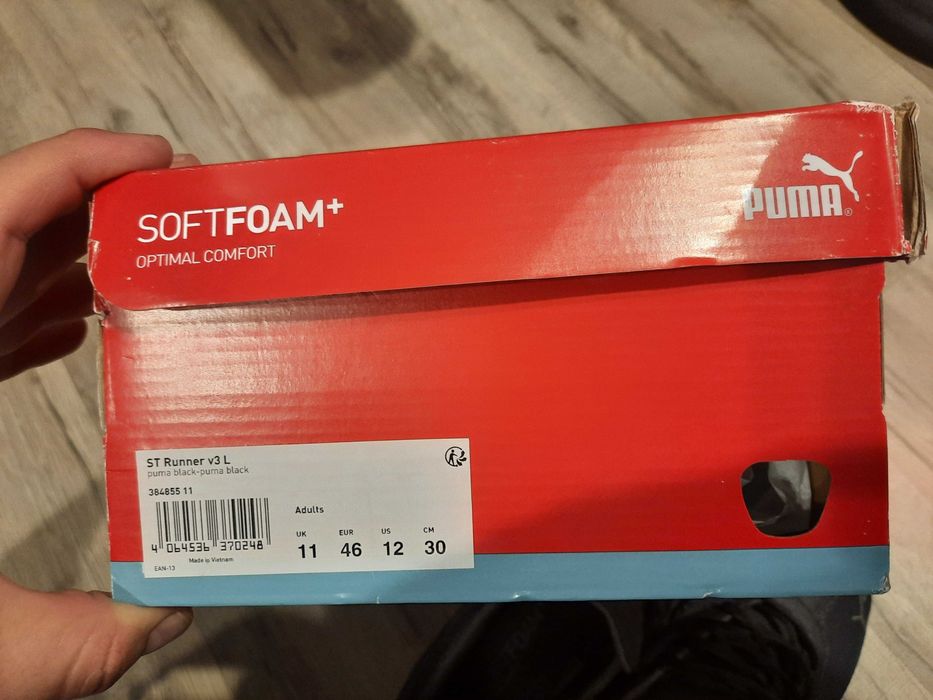 SOFTFOAM+
OPTIMAL COMFORT
PUMA®
ST Runner v3 L
puma black-puma black
384855 11
Adults
UK EUR US CM
11 46 12 30
4 064536 370248
Made in Vietnam
EAN-13